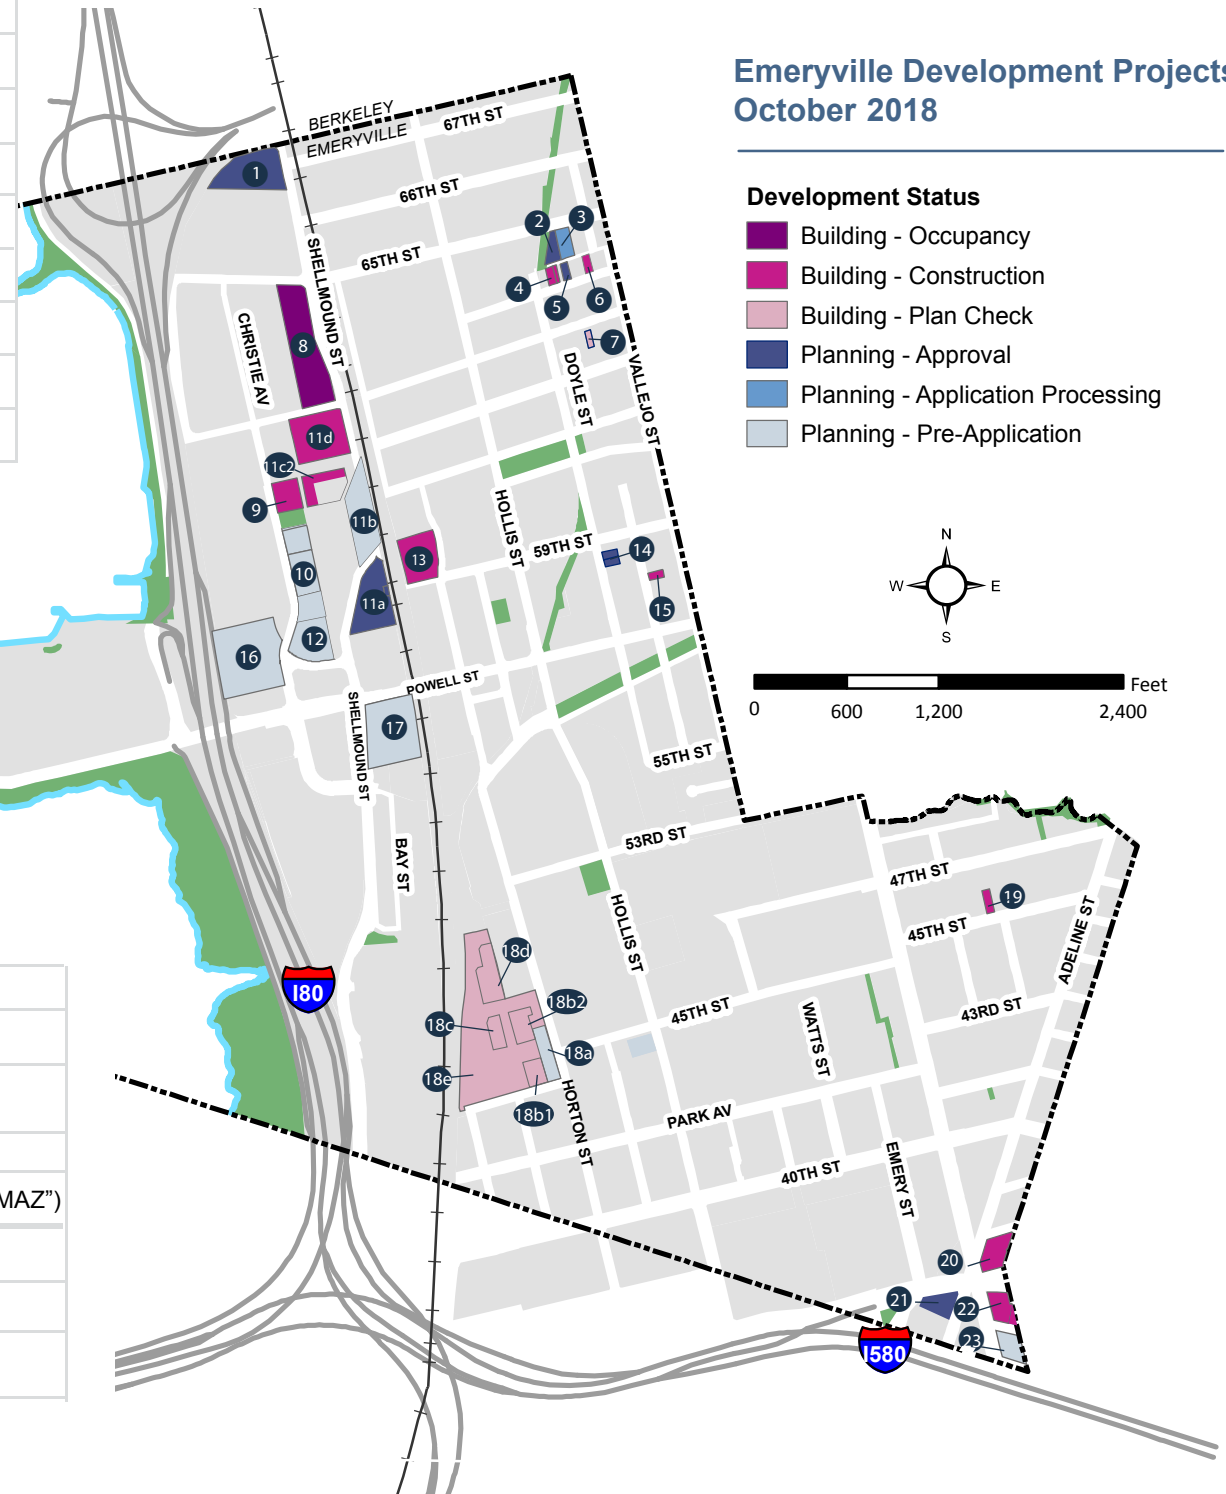 Emeryville Development Projects
October 2018
Development Status
Building - Occupancy
Building - Construction
Building - Plan Check
Planning - Approval
Planning - Application Processing
Planning - Pre-Application
N
W
E
S
Feet
0
600
1,200
2,400
BERKELEY
EMERYVILLE
67TH ST
66TH ST
65TH ST
SHELLMOUND ST
CHRISTIE AV
DOYLE ST
VALLEJO ST
HOLLIS ST
59TH ST
POWELL ST
SHELLMOUND ST
55TH ST
53RD ST
BAY ST
HOLLIS ST
47TH ST
45TH ST
ADELINE ST
43RD ST
45TH ST
WATTS ST
HORTON ST
PARK AV
40TH ST
EMERY ST
I80
I580
1
2
3
4
5
6
7
8
11d
11c2
9
11b
10
13
14
15
11a
12
16
17
18d
18b2
18c
18a
18e
18b1
19
20
21
22
23
MAZ”)